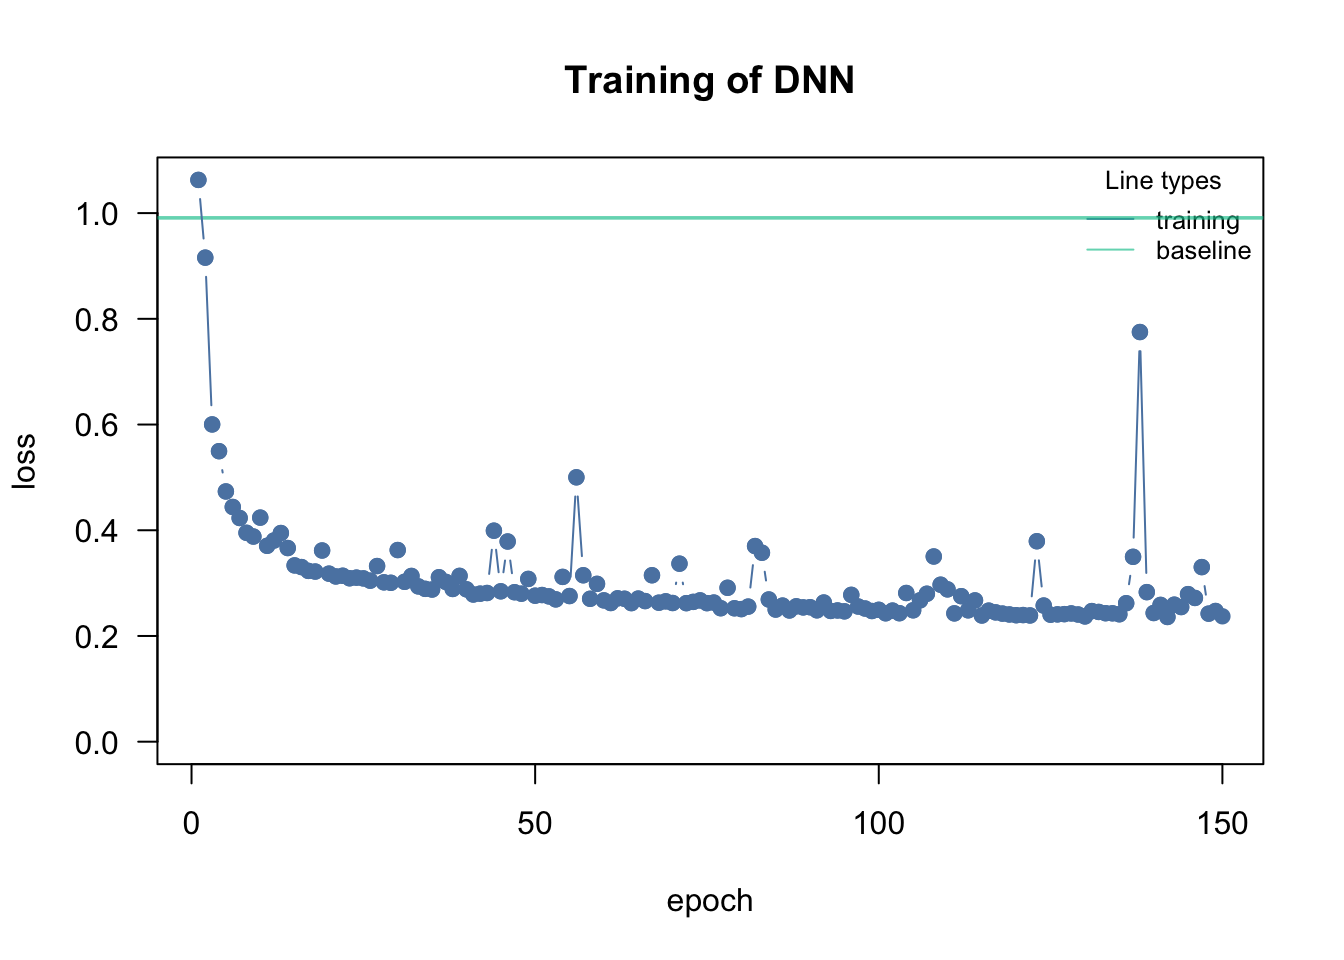 Training of DNN
Line types
training
baseline
1.0
0.8
0.6
0.4
0.2
0.0
loss
0 50 100 150
epoch